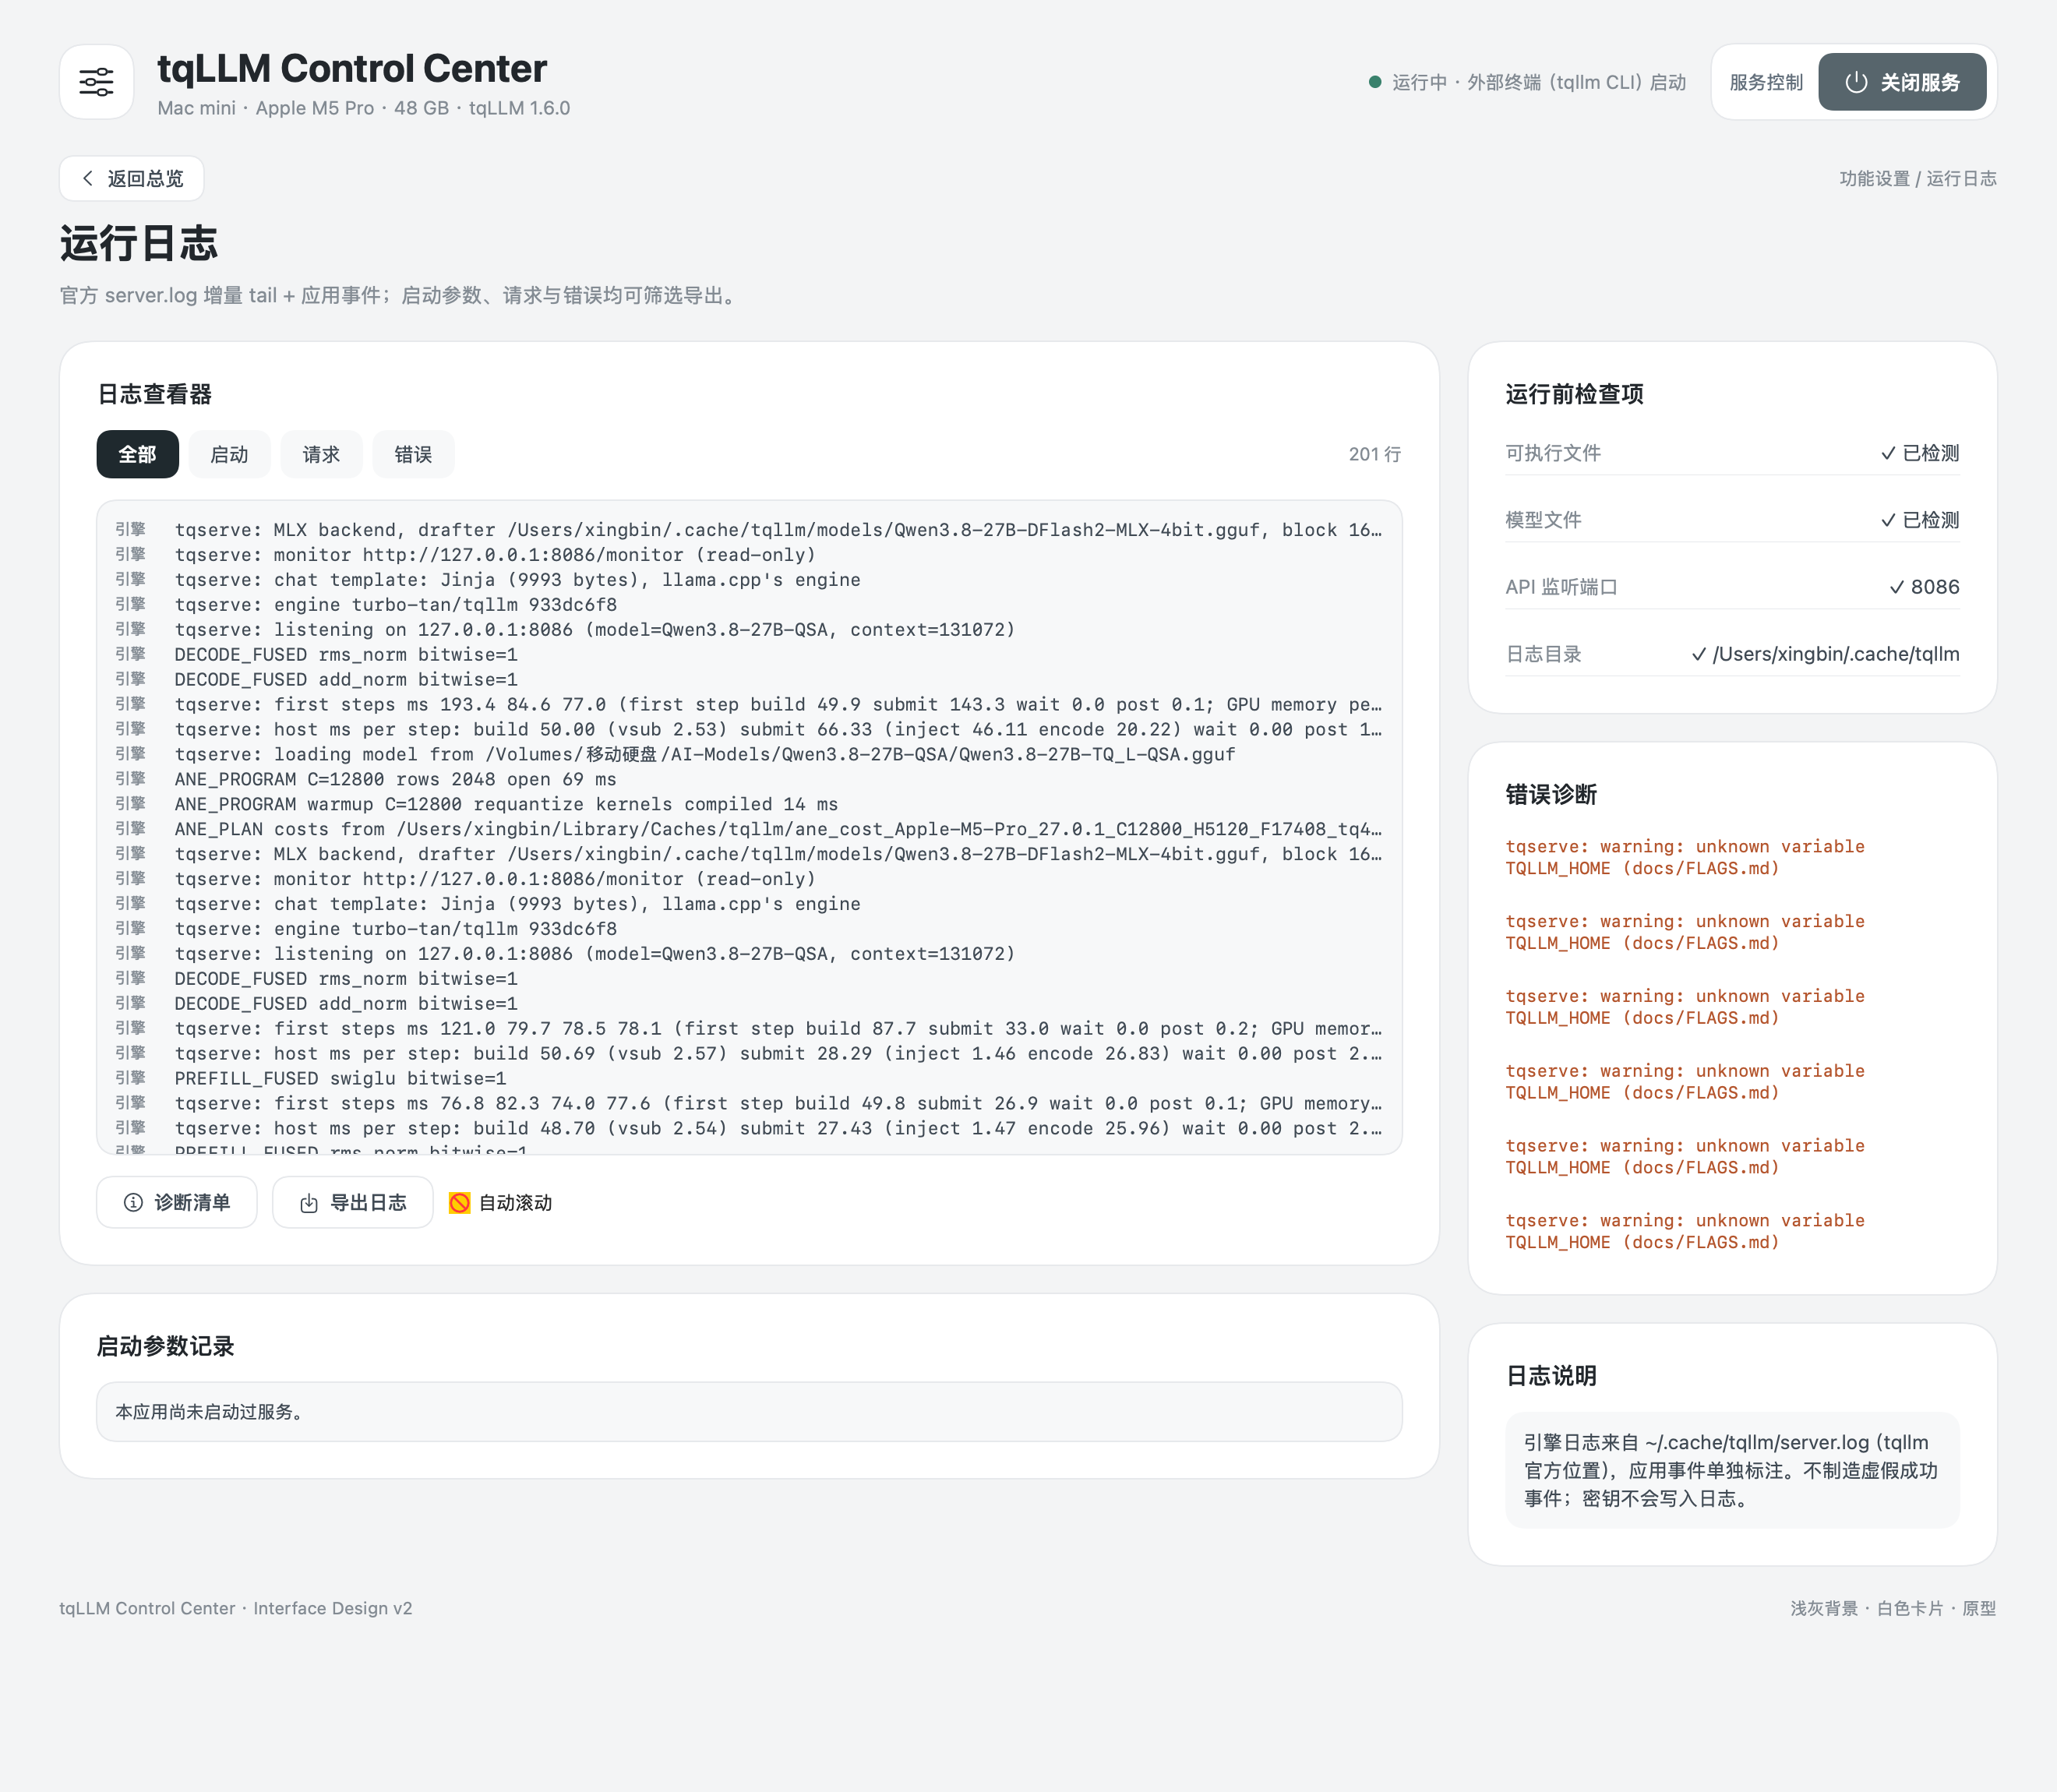 tqLLM Control Center
Mac mini · Apple M5 Pro · 48 GB · tqLLM 1.6.0
运行中 · 外部终端 (tqllm CLI) 启动
服务控制
关闭服务
返回总览
功能设置 / 运行日志
运行日志
官方 server.log 增量 tail + 应用事件；启动参数、请求与错误均可筛选导出。
日志查看器
全部 启动 请求 错误
201 行
引擎 tqserve: MLX backend, drafter /Users/xingbin/.cache/tqllm/models/Qwen3.8-27B-DFlash2-MLX-4bit.gguf, block 16…
引擎 tqserve: monitor http://127.0.0.1:8086/monitor (read-only)
引擎 tqserve: chat template: Jinja (9993 bytes), llama.cpp's engine
引擎 tqserve: engine turbo-tan/tqllm 933dc6f8
引擎 tqserve: listening on 127.0.0.1:8086 (model=Qwen3.8-27B-QSA, context=131072)
引擎 DECODE_FUSED rms_norm bitwise=1
引擎 DECODE_FUSED add_norm bitwise=1
引擎 tqserve: first steps ms 193.4 84.6 77.0 (first step build 49.9 submit 143.3 wait 0.0 post 0.1; GPU memory pe…
引擎 tqserve: host ms per step: build 50.00 (vsub 2.53) submit 66.33 (inject 46.11 encode 20.22) wait 0.00 post 1…
引擎 tqserve: loading model from /Volumes/移动硬盘/AI-Models/Qwen3.8-27B-QSA/Qwen3.8-27B-TQ_L-QSA.gguf
引擎 ANE_PROGRAM C=12800 rows 2048 open 69 ms
引擎 ANE_PROGRAM warmup C=12800 requantize kernels compiled 14 ms
引擎 ANE_PLAN costs from /Users/xingbin/Library/Caches/tqllm/ane_cost_Apple-M5-Pro_27.0.1_C12800_H5120_F17408_tq4…
引擎 tqserve: MLX backend, drafter /Users/xingbin/.cache/tqllm/models/Qwen3.8-27B-DFlash2-MLX-4bit.gguf, block 16…
引擎 tqserve: monitor http://127.0.0.1:8086/monitor (read-only)
引擎 tqserve: chat template: Jinja (9993 bytes), llama.cpp's engine
引擎 tqserve: engine turbo-tan/tqllm 933dc6f8
引擎 tqserve: listening on 127.0.0.1:8086 (model=Qwen3.8-27B-QSA, context=131072)
引擎 DECODE_FUSED rms_norm bitwise=1
引擎 DECODE_FUSED add_norm bitwise=1
引擎 tqserve: first steps ms 121.0 79.7 78.5 78.1 (first step build 87.7 submit 33.0 wait 0.0 post 0.2; GPU memor…
引擎 tqserve: host ms per step: build 50.69 (vsub 2.57) submit 28.29 (inject 1.46 encode 26.83) wait 0.00 post 2.…
引擎 PREFILL_FUSED swiglu bitwise=1
引擎 tqserve: first steps ms 76.8 82.3 74.0 77.6 (first step build 49.8 submit 26.9 wait 0.0 post 0.1; GPU memory…
引擎 tqserve: host ms per step: build 48.70 (vsub 2.54) submit 27.43 (inject 1.47 encode 25.96) wait 0.00 post 2.…
引擎 PREFILL_FUSED rms_norm bitwise=1
诊断清单
导出日志
自动滚动
启动参数记录
本应用尚未启动过服务。
运行前检查项
可执行文件 ✓ 已检测
模型文件 ✓ 已检测
API 监听端口 ✓ 8086
日志目录 ✓ /Users/xingbin/.cache/tqllm
错误诊断
tqserve: warning: unknown variable
TQLLM_HOME (docs/FLAGS.md)
tqserve: warning: unknown variable
TQLLM_HOME (docs/FLAGS.md)
tqserve: warning: unknown variable
TQLLM_HOME (docs/FLAGS.md)
tqserve: warning: unknown variable
TQLLM_HOME (docs/FLAGS.md)
tqserve: warning: unknown variable
TQLLM_HOME (docs/FLAGS.md)
tqserve: warning: unknown variable
TQLLM_HOME (docs/FLAGS.md)
日志说明
引擎日志来自 ~/.cache/tqllm/server.log (tqllm
官方位置)，应用事件单独标注。不制造虚假成功
事件；密钥不会写入日志。
tqLLM Control Center · Interface Design v2
浅灰背景 · 白色卡片 · 原型